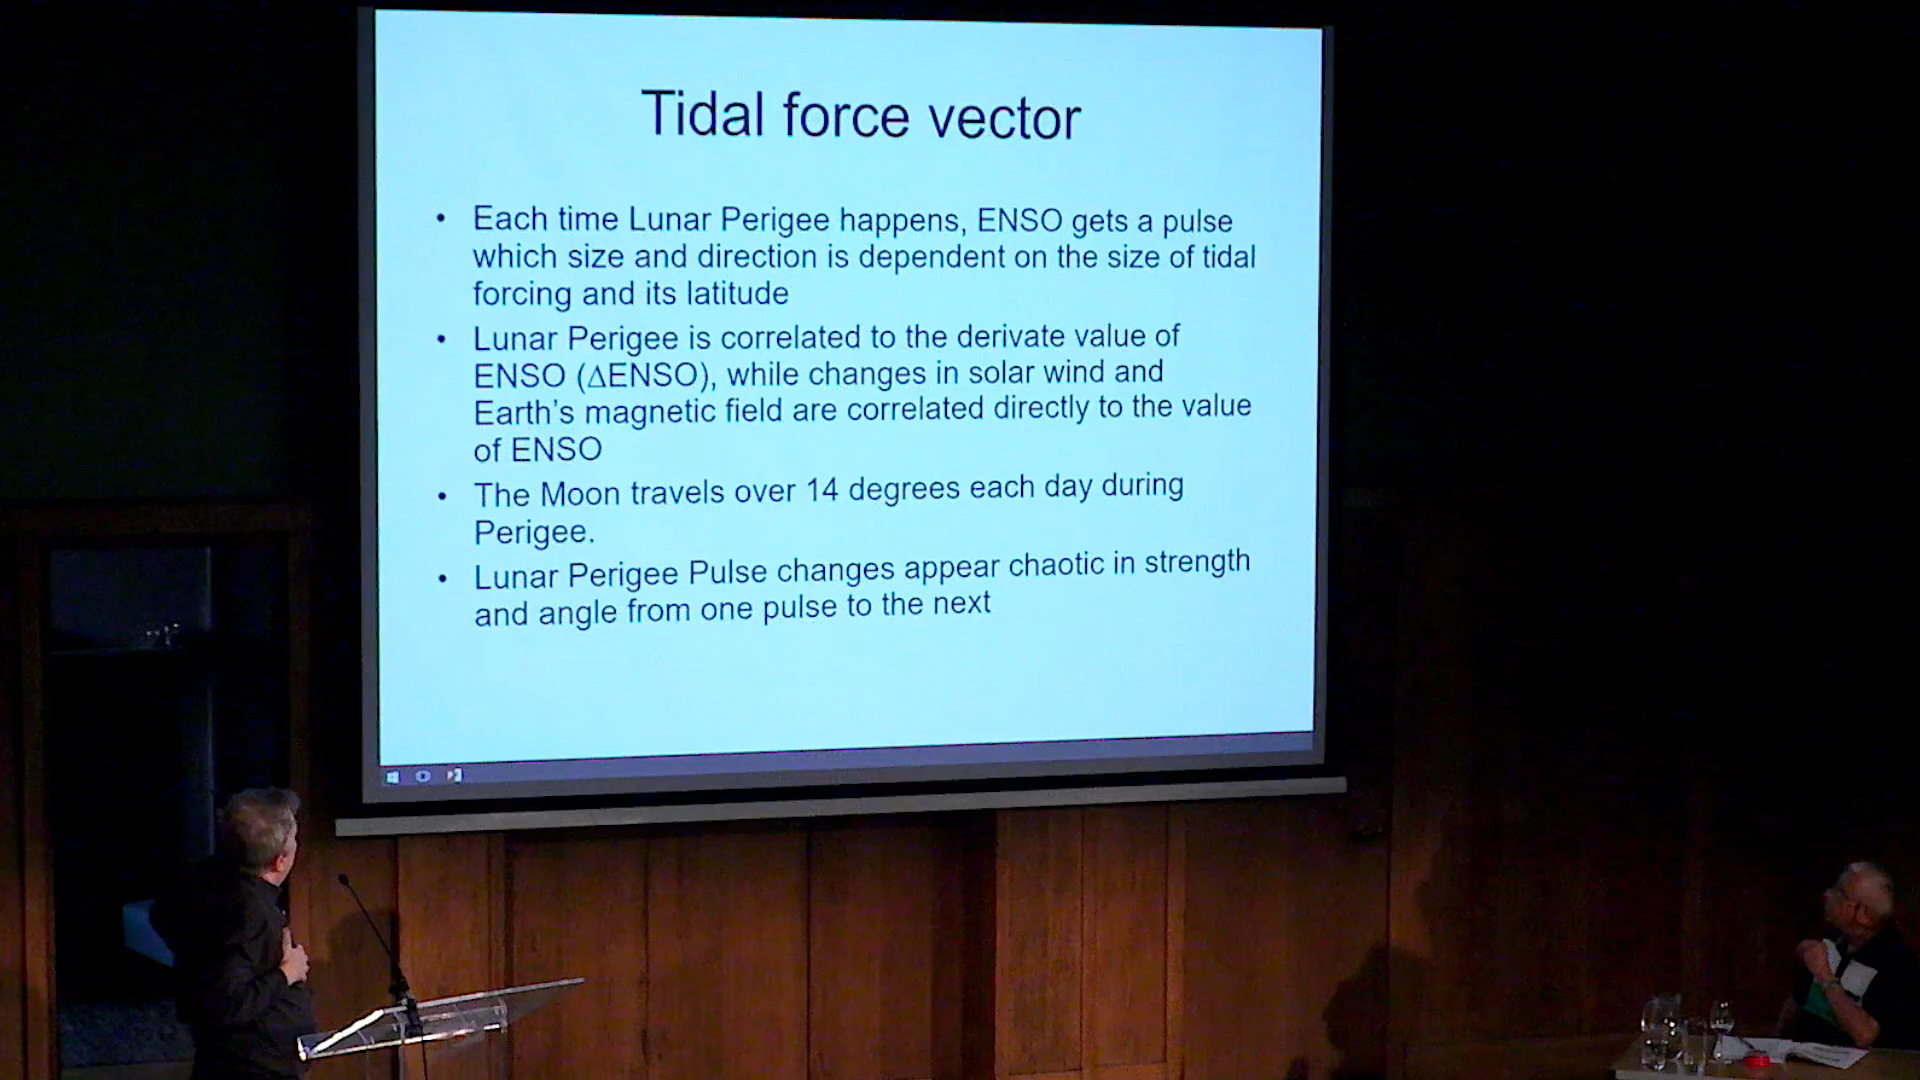 Tidal force vector
• Each time Lunar Perigee happens, ENSO gets a pulse
which size and direction is dependent on the size of tidal
forcing and its latitude
• Lunar Perigee is correlated to the derivate value of
ENSO (ΔENSO), while changes in solar wind and
Earth's magnetic field are correlated directly to the value
of ENSO
• The Moon travels over 14 degrees each day during
Perigee.
• Lunar Perigee Pulse changes appear chaotic in strength
and angle from one pulse to the next